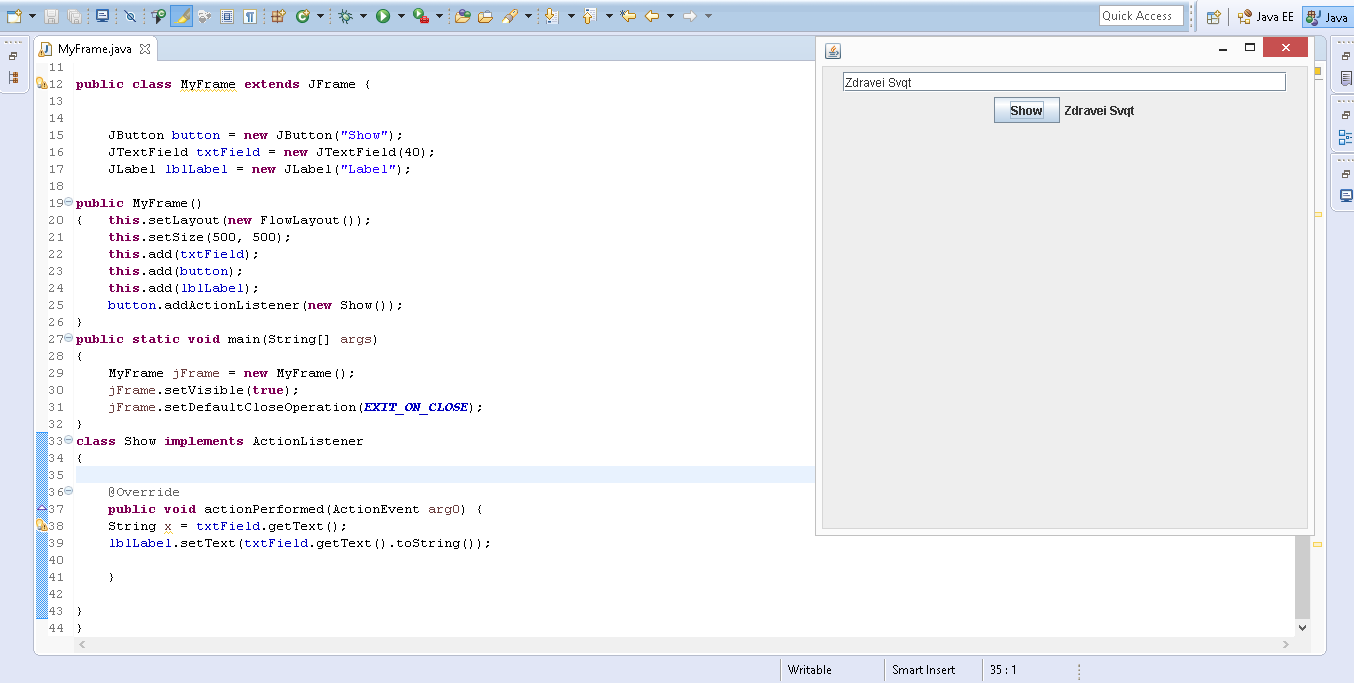 Quick Access
Java EE
Java
MyFrame.java
11
12 public class MyFrame extends JFrame {
13
14
15 JButton button = new JButton("Show");
16 JTextField txtField = new JTextField(40);
17 JLabel lblLabel = new JLabel("Label");
18
19 public MyFrame()
20 { this.setLayout(new FlowLayout());
21 this.setSize(500, 500);
22 this.add(txtField);
23 this.add(button);
24 this.add(lblLabel);
25 button.addActionListener(new Show());
26 }
27 public static void main(String[] args)
28 {
29 MyFrame jFrame = new MyFrame();
30 jFrame.setVisible(true);
31 jFrame.setDefaultCloseOperation(EXIT_ON_CLOSE);
32 }
33 class Show implements ActionListener
34 {
35
36 @Override
37 public void actionPerformed(ActionEvent arg0) {
38 String x = txtField.getText();
39 lblLabel.setText(txtField.getText().toString());
40
41 }
42
43 }
44 }
Zdravei Svqt
Show Zdravei Svqt
Writable Smart Insert 35 : 1